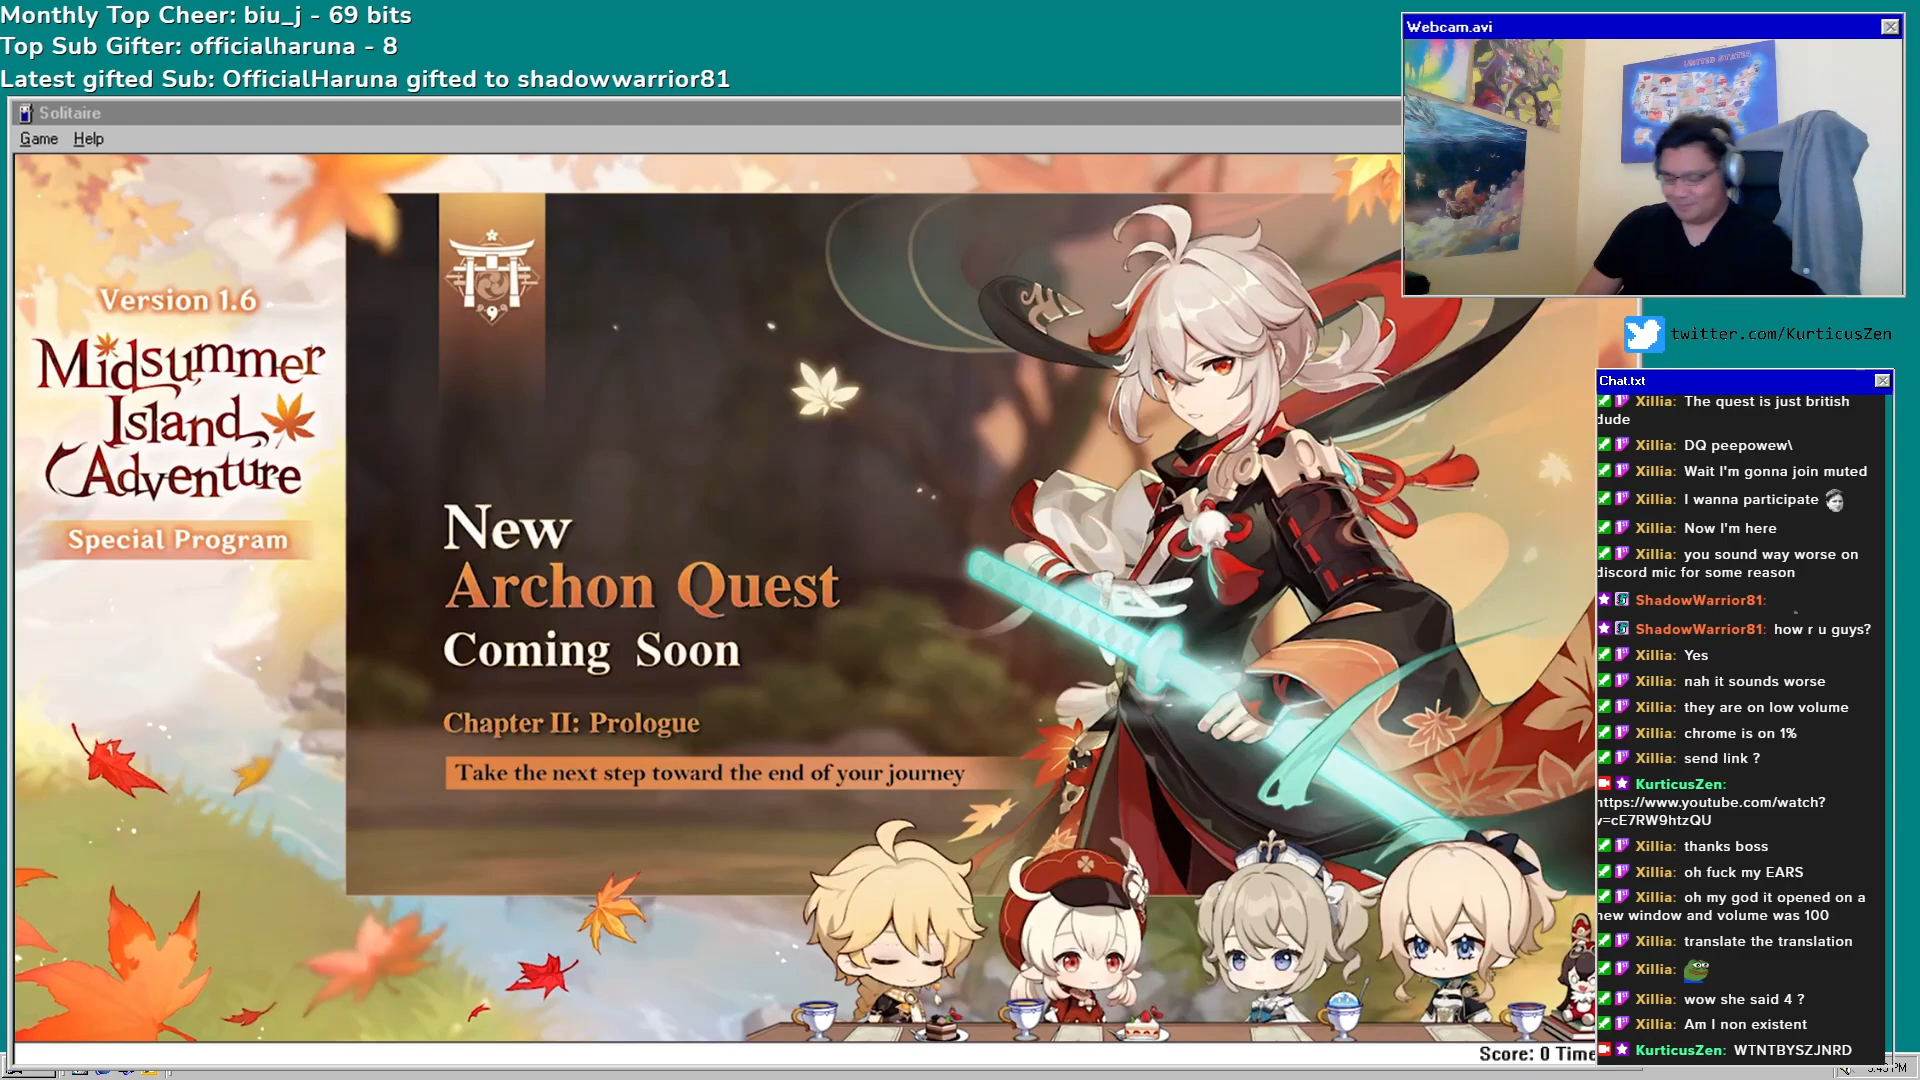 Monthly Top Cheer: biu_j - 69 bits
Top Sub Gifter: officialharuna - 8
Latest gifted Sub: OfficialHaruna gifted to shadowwarrior81
Solitaire
Game Help
Version 1.6
Midsummer
Island
Adventure
Special Program
New
Archon Quest
Coming Soon
Chapter II: Prologue
Take the next step toward the end of your journey
Score: 0 Time
Webcam.avi
UNITED STATES
twitter.com/KurticusZen
Chat.txt
Xillia: The quest is just british
dude
Xillia: DQ peepowew\
Xillia: Wait I'm gonna join muted
Xillia: I wanna participate
Xillia: Now I'm here
Xillia: you sound way worse on
discord mic for some reason
ShadowWarrior81:
ShadowWarrior81: how r u guys?
Xillia: Yes
Xillia: nah it sounds worse
Xillia: they are on low volume
Xillia: chrome is on 1%
Xillia: send link ?
KurticusZen:
https://www.youtube.com/watch?
v=cE7RW9htzQU
Xillia: thanks boss
Xillia: oh fuck my EARS
Xillia: oh my god it opened on a
new window and volume was 100
Xillia: translate the translation
Xillia:
Xillia: wow she said 4 ?
Xillia: Am I non existent
KurticusZen: WTNTBYSZJNRD